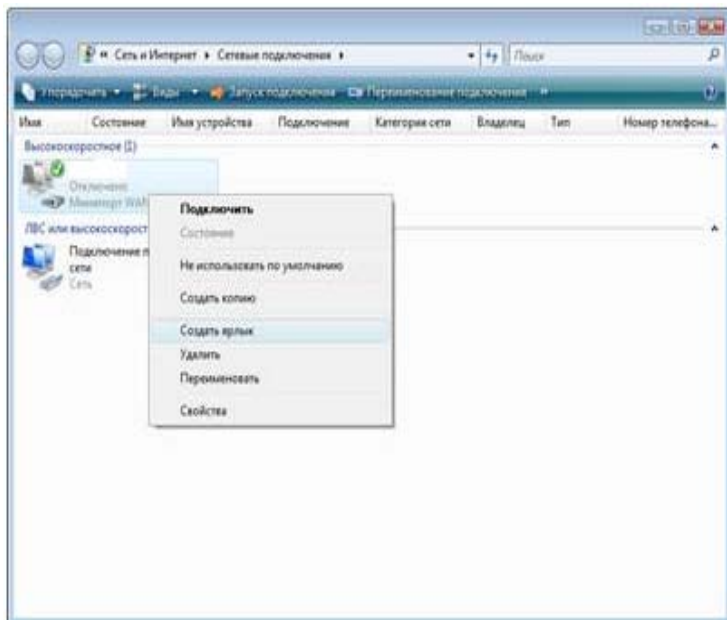 « Сеть и Интернет ▸ Сетевые подключения ▸ Поиск
Упорядочить Виды Запуск подключения Переименование подключения »
Имя Состояние Имя устройства Подключение Категория сети Владелец Тип Номер телефона...
Высокоскоростное (1)
Отключено
Минипорт WAN
Подключить
Состояние
ЛВС или высокоскорост
Подключение п
сети
Сеть
Не использовать по умолчанию
Создать копию
Создать ярлык
Удалить
Переименовать
Свойства